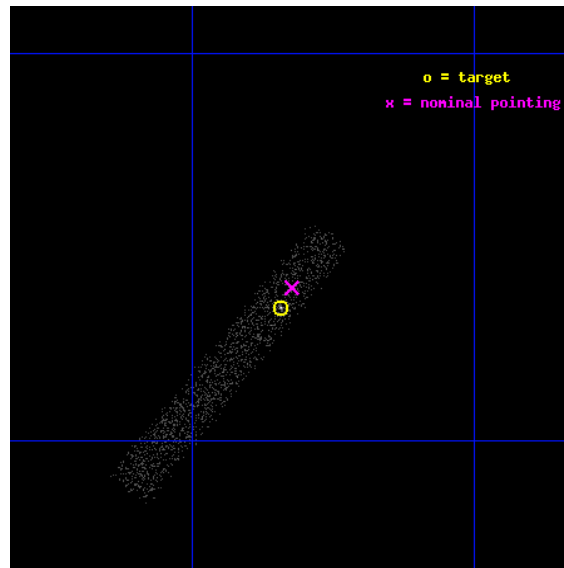 o = target
x = nominal pointing